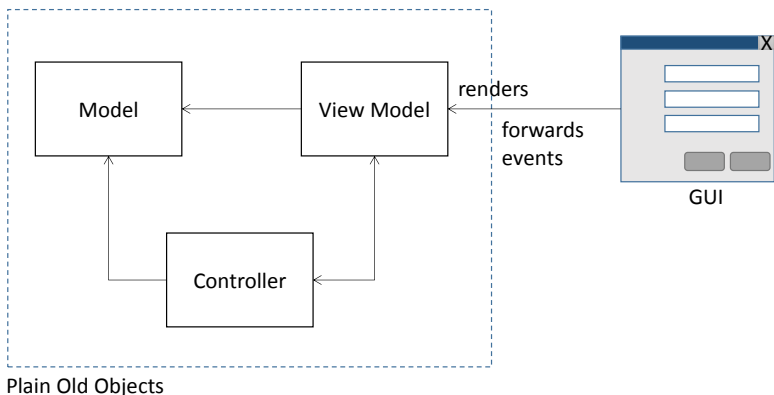 X
renders
Model
View Model
forwards
events
GUI
Controller
Plain Old Objects